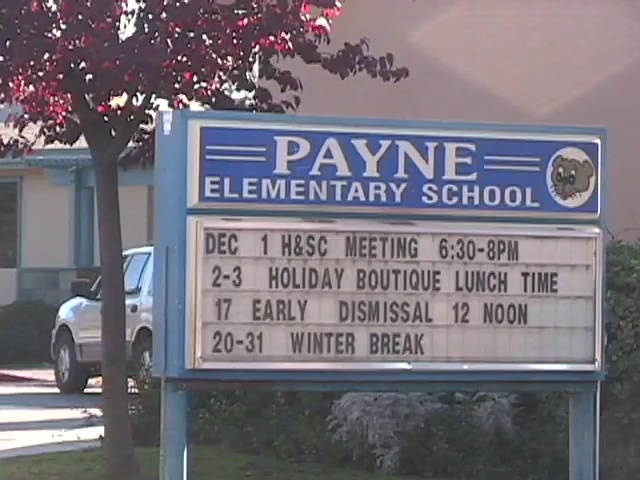 PAYNE
ELEMENTARY SCHOOL
DEC 1 H&SC MEETING 6:30-8PM
2-3 HOLIDAY BOUTIQUE LUNCH TIME
17 EARLY DISMISSAL 12 NOON
20-31 WINTER BREAK